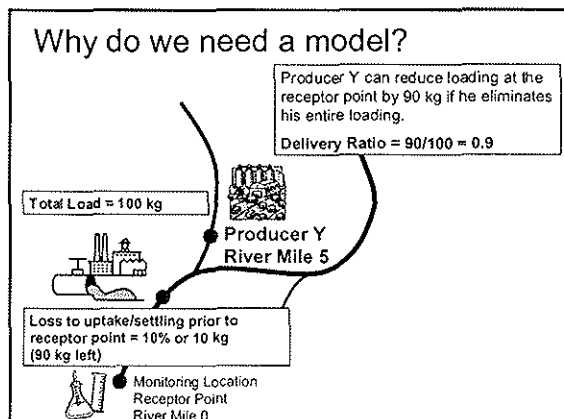 Why do we need a model?
Producer Y can reduce loading at the
receptor point by 90 kg if he eliminates
his entire loading.
Delivery Ratio = 90/100 = 0.9
Total Load = 100 kg
Producer Y
River Mile 5
Loss to uptake/settling prior to
receptor point = 10% or 10 kg
(90 kg left)
Monitoring Location
Receptor Point
River Mile 0